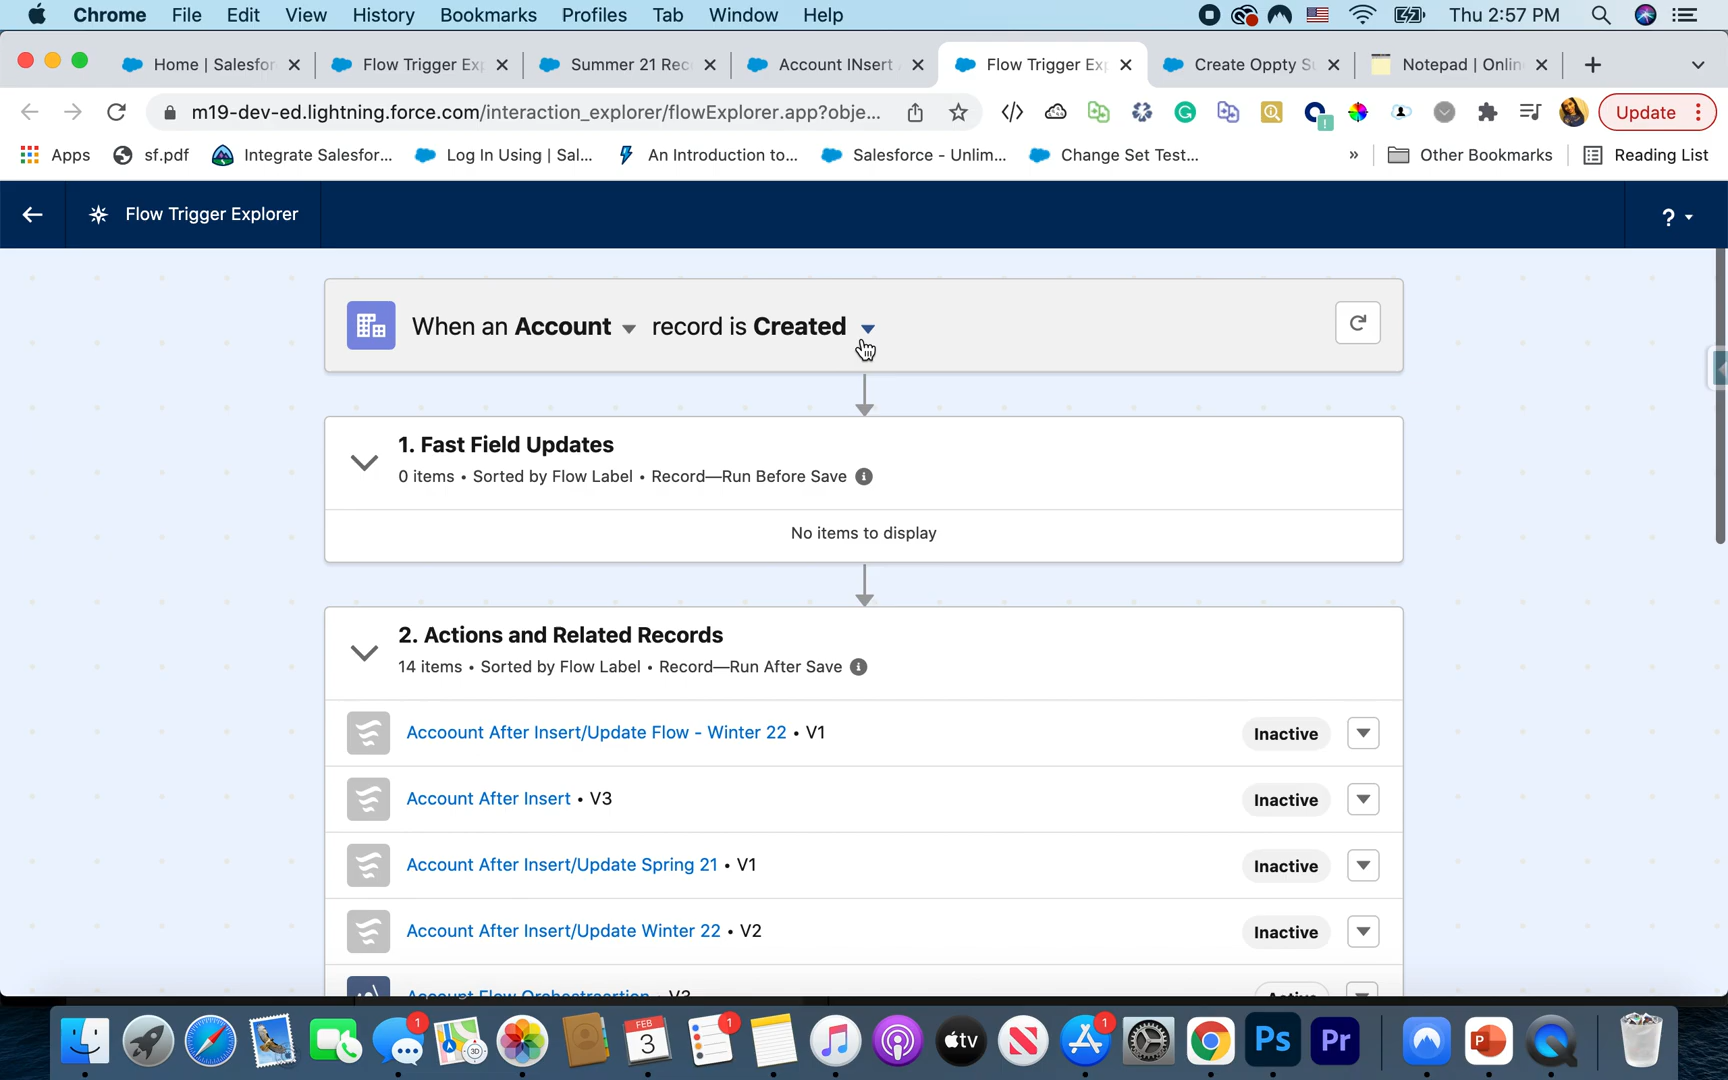 Chrome File Edit View History Bookmarks Profiles Tab Window Help Thu 2:57 PM
Home | Salesfor Flow Trigger Ex Summer 21 Rec Account INsert Flow Trigger Ex Create Oppty S Notepad | Onlin
m19-dev-ed.lightning.force.com/interaction_explorer/flowExplorer.app?obje... Update
Apps sf.pdf Integrate Salesfor... Log In Using | Sal... An Introduction to... Salesforce - Unlim... Change Set Test... » Other Bookmarks Reading List
Flow Trigger Explorer ?
When an Account record is Created
1. Fast Field Updates
0 items • Sorted by Flow Label • Record—Run Before Save
No items to display
2. Actions and Related Records
14 items • Sorted by Flow Label • Record—Run After Save
Accoount After Insert/Update Flow - Winter 22 • V1 Inactive
Account After Insert • V3 Inactive
Account After Insert/Update Spring 21 • V1 Inactive
Account After Insert/Update Winter 22 • V2 Inactive
1 3D FEB 3 1 tv 1 Ps Pr P